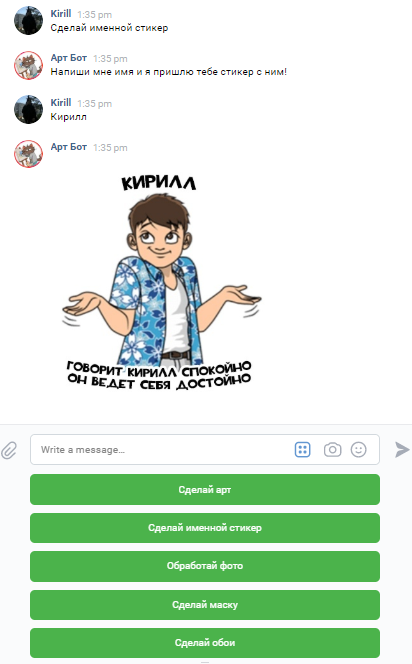 Kirill 1:35 pm
Сделай именной стикер
Арт Бот 1:35 pm
Напиши мне имя и я пришлю тебе стикер с ним!
Kirill 1:35 pm
Кирилл
Арт Бот 1:35 pm
КИРИЛЛ
ГОВОРИТ КИРИЛЛ СПОКОЙНО
ОН ВЕДЕТ СЕБЯ ДОСТОЙНО
Write a message...
Сделай арт
Сделай именной стикер
Обработай фото
Сделай маску
Сделай обои